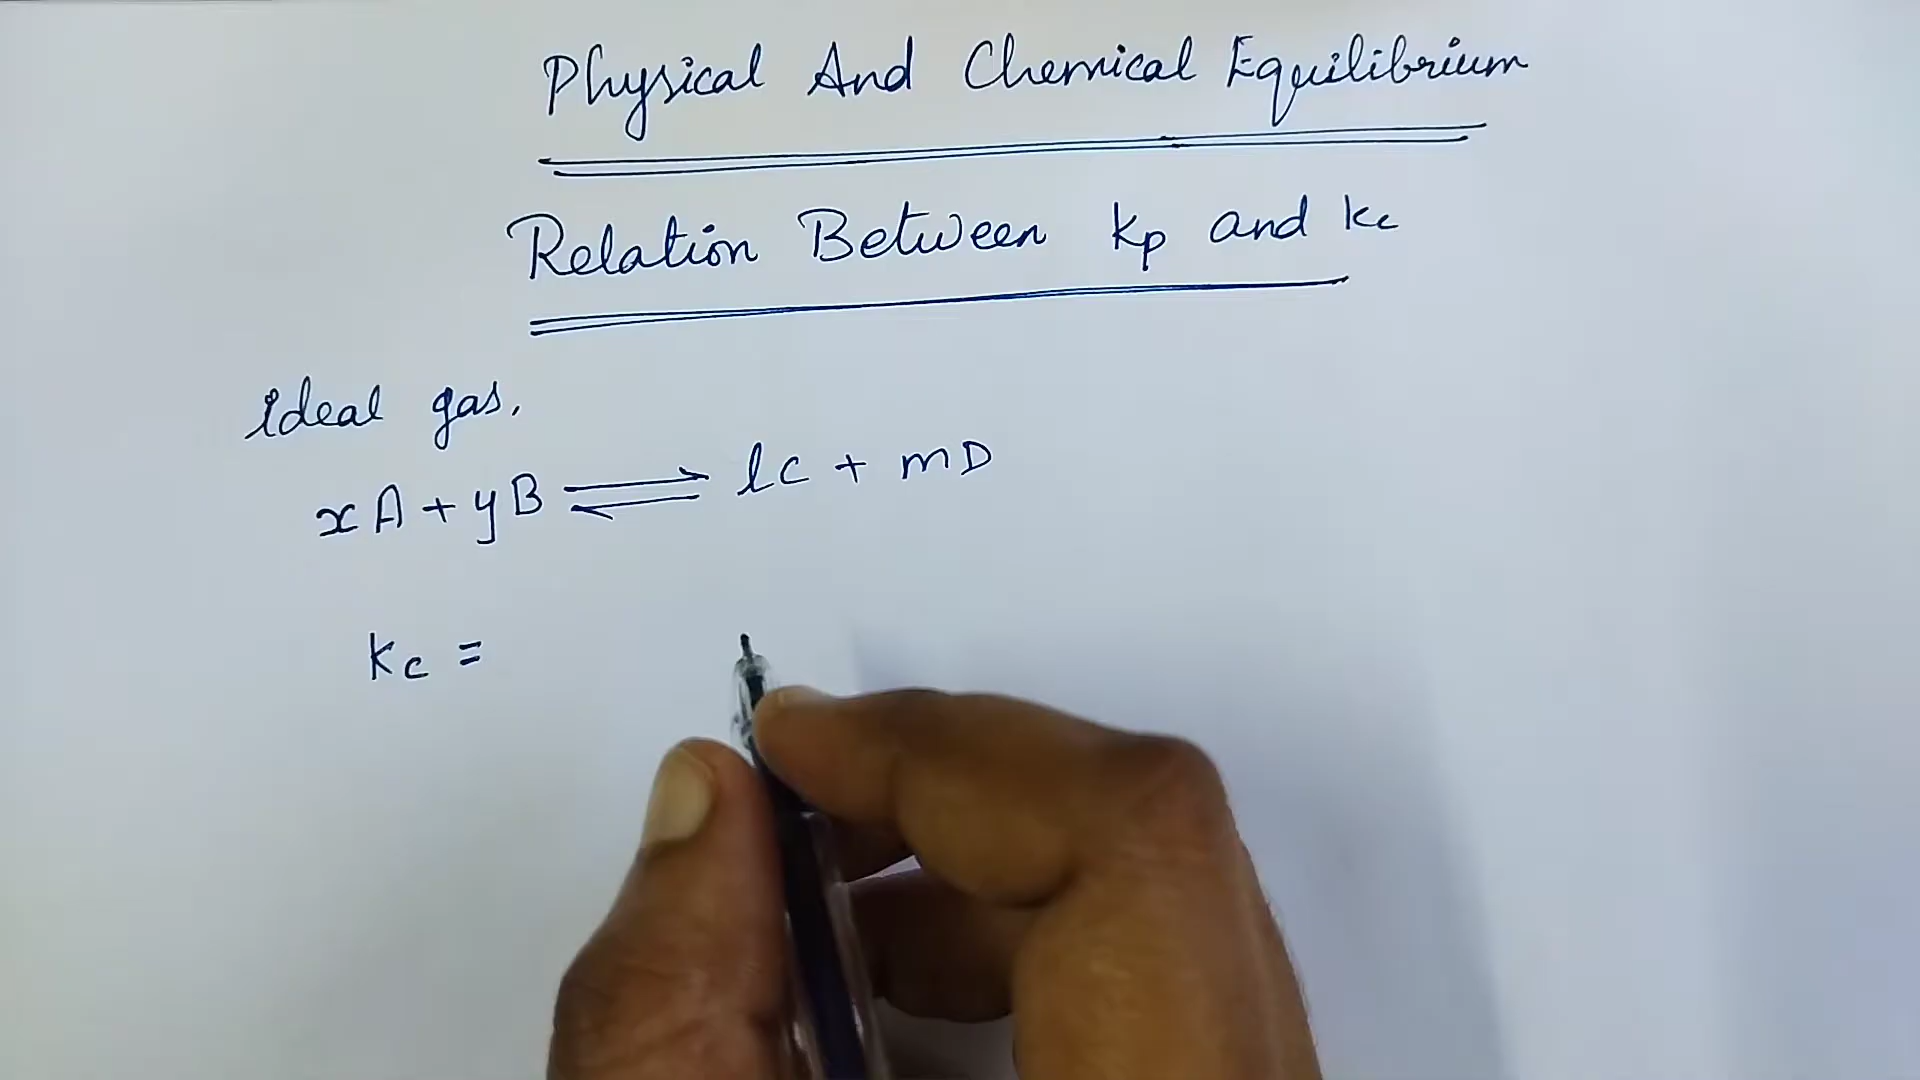 Physical And Chemical Equilibrium
Relation Between kp and kc
ideal gas,
xA + yB ⇌ lC + mD
kc =